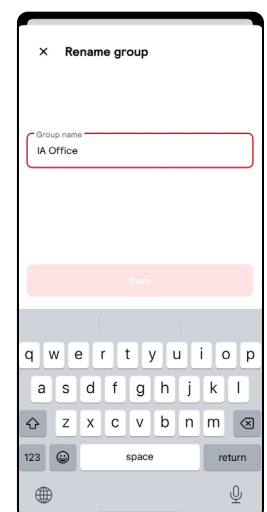 ✕ Rename group
Group name
IA Office
Save
q w e r t y u i o p
a s d f g h j k l
z x c v b n m
123 space return